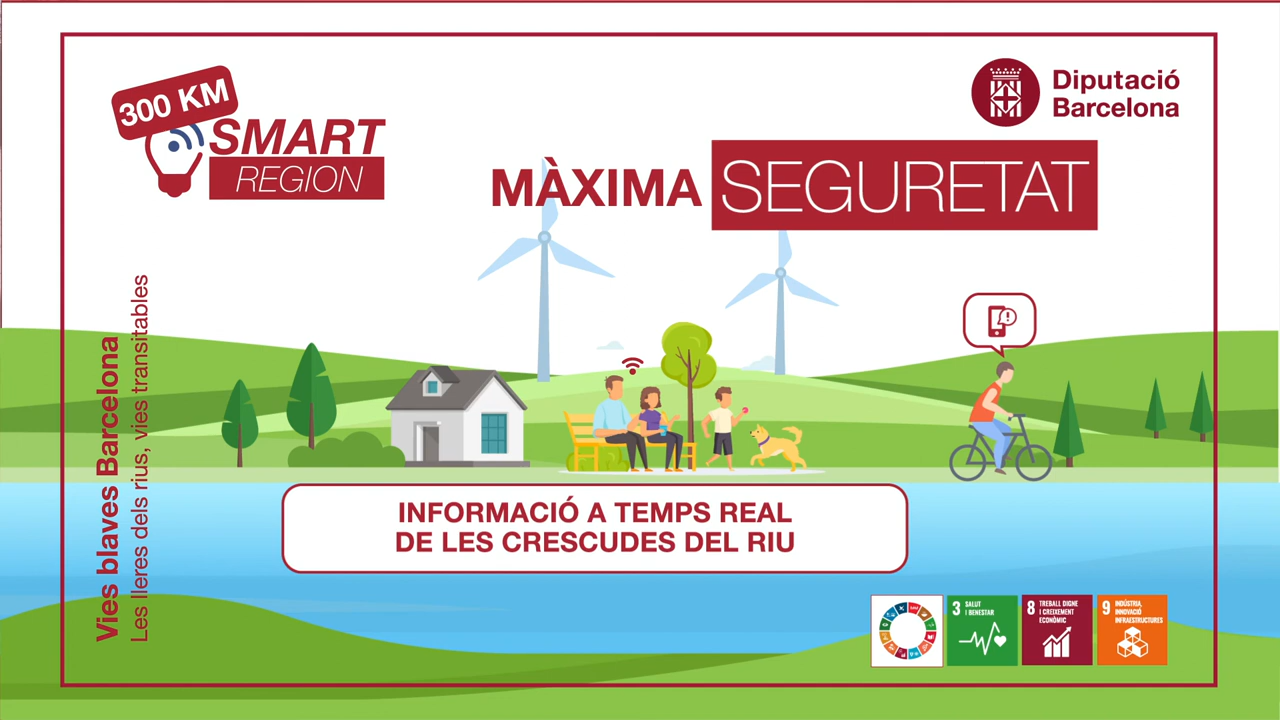 300 KM
SMART
REGION
Diputació
Barcelona
MÀXIMA SEGURETAT
Vies blaves Barcelona
Les lleres dels rius, vies transitables
INFORMACIÓ A TEMPS REAL
DE LES CRESCUDES DEL RIU
3 SALUT
I BENESTAR
8 TREBALL DIGNE
I CREIXEMENT
ECONÒMIC
9 INDÚSTRIA,
INNOVACIÓ
INFRAESTRUCTURES